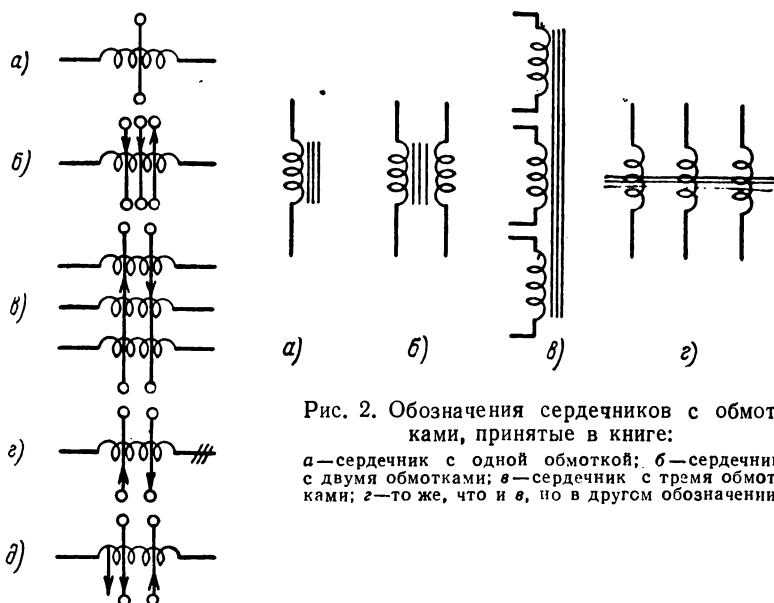 а)
б)
в)
г)
д)
а)
б)
в)
г)
Рис. 2. Обозначения сердечников с обмот
ками, принятые в книге:
а—сердечник с одной обмоткой; б—сердечни
с двумя обмотками; в—сердечник с тремя обмот
ками; г—то же, что и в, но в другом обозначении